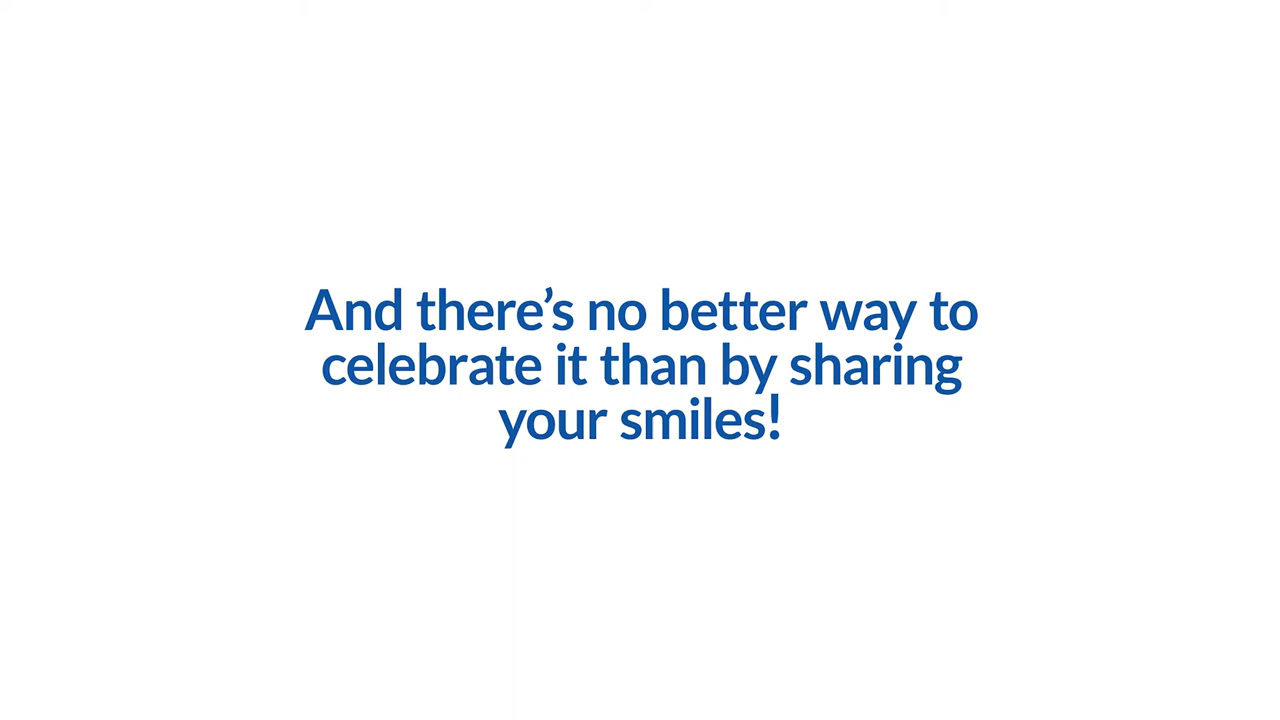 And there’s no better way to
celebrate it than by sharing
your smiles!